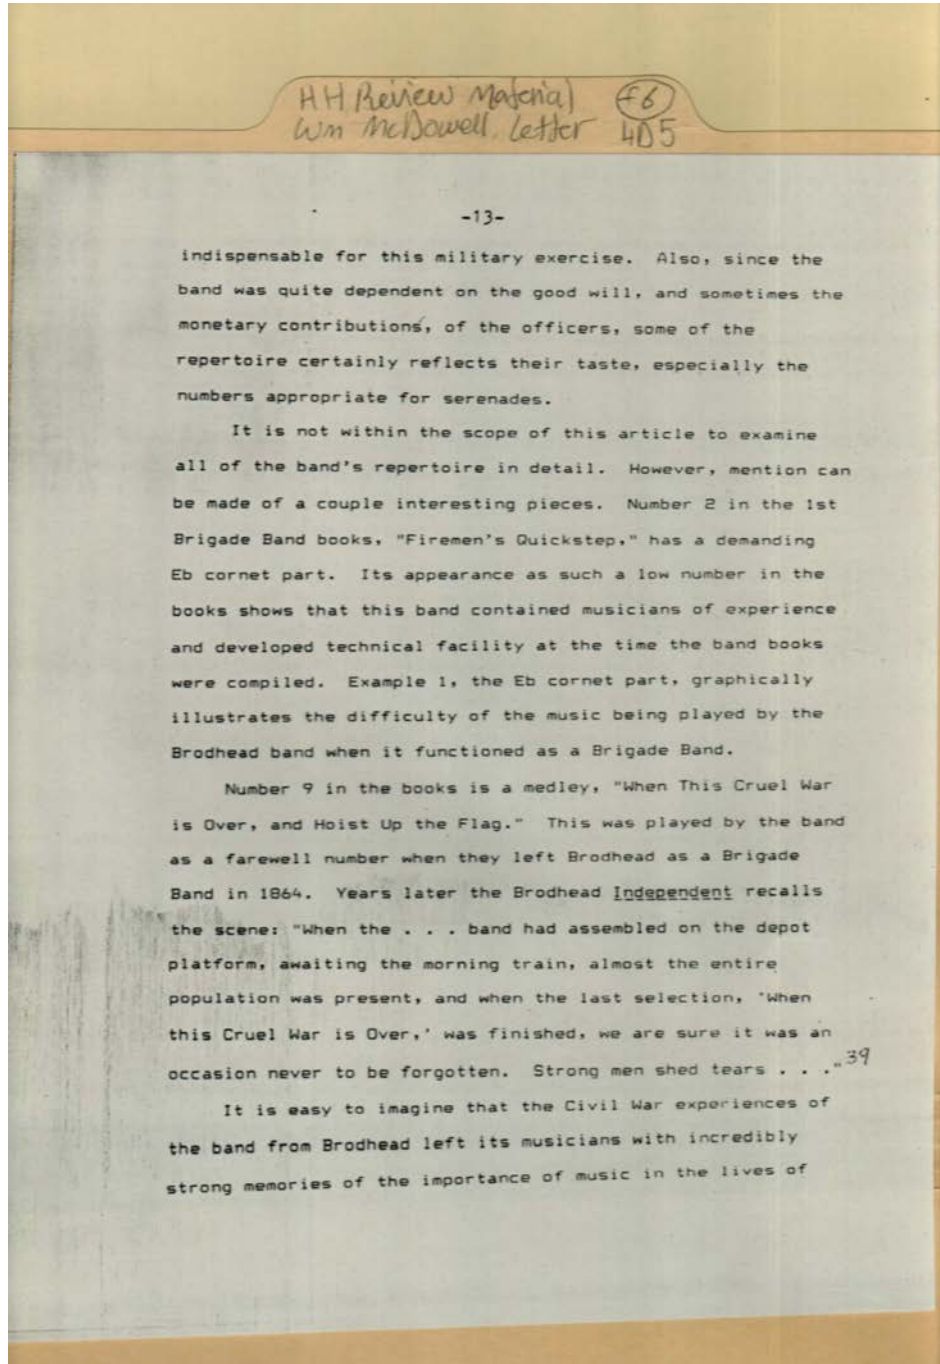 HH Review Material f6
Wm McDowell Letter 4D5
-13-
indispensable for this military exercise. Also, since the
band was quite dependent on the good will, and sometimes the
monetary contributions, of the officers, some of the
repertoire certainly reflects their taste, especially the
numbers appropriate for serenades.
It is not within the scope of this article to examine
all of the band's repertoire in detail. However, mention can
be made of a couple interesting pieces. Number 2 in the 1st
Brigade Band books, "Firemen's Quickstep," has a demanding
Eb cornet part. Its appearance as such a low number in the
books shows that this band contained musicians of experience
and developed technical facility at the time the band books
were compiled. Example 1, the Eb cornet part, graphically
illustrates the difficulty of the music being played by the
Brodhead band when it functioned as a Brigade Band.
Number 9 in the books is a medley, "When This Cruel War
is Over, and Hoist Up the Flag." This was played by the band
as a farewell number when they left Brodhead as a Brigade
Band in 1864. Years later the Brodhead Independent recalls
the scene: "When the . . . band had assembled on the depot
platform, awaiting the morning train, almost the entire
population was present, and when the last selection, 'When
this Cruel War is Over,' was finished, we are sure it was an
occasion never to be forgotten. Strong men shed tears . . ."39
It is easy to imagine that the Civil War experiences of
the band from Brodhead left its musicians with incredibly
strong memories of the importance of music in the lives of